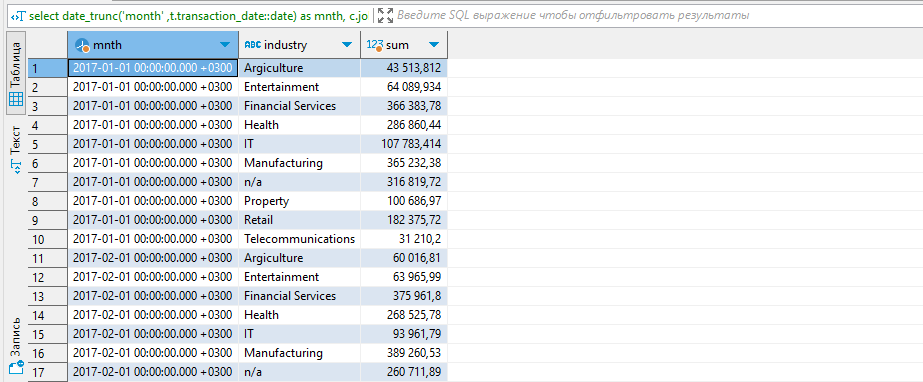 select date_trunc('month' ,t.transaction_date::date) as mnth, c.jo Введите SQL выражение чтобы отфильтровать результаты
Таблица
Текст
Запись
mnth ABC industry 123 sum
1 2017-01-01 00:00:00.000 +0300 Argiculture 43 513,812
2 2017-01-01 00:00:00.000 +0300 Entertainment 64 089,934
3 2017-01-01 00:00:00.000 +0300 Financial Services 366 383,78
4 2017-01-01 00:00:00.000 +0300 Health 286 860,44
5 2017-01-01 00:00:00.000 +0300 IT 107 783,414
6 2017-01-01 00:00:00.000 +0300 Manufacturing 365 232,38
7 2017-01-01 00:00:00.000 +0300 n/a 316 819,72
8 2017-01-01 00:00:00.000 +0300 Property 100 686,97
9 2017-01-01 00:00:00.000 +0300 Retail 182 375,72
10 2017-01-01 00:00:00.000 +0300 Telecommunications 31 210,2
11 2017-02-01 00:00:00.000 +0300 Argiculture 60 016,81
12 2017-02-01 00:00:00.000 +0300 Entertainment 63 965,99
13 2017-02-01 00:00:00.000 +0300 Financial Services 375 961,8
14 2017-02-01 00:00:00.000 +0300 Health 268 525,78
15 2017-02-01 00:00:00.000 +0300 IT 93 961,79
16 2017-02-01 00:00:00.000 +0300 Manufacturing 389 260,53
17 2017-02-01 00:00:00.000 +0300 n/a 260 711,89